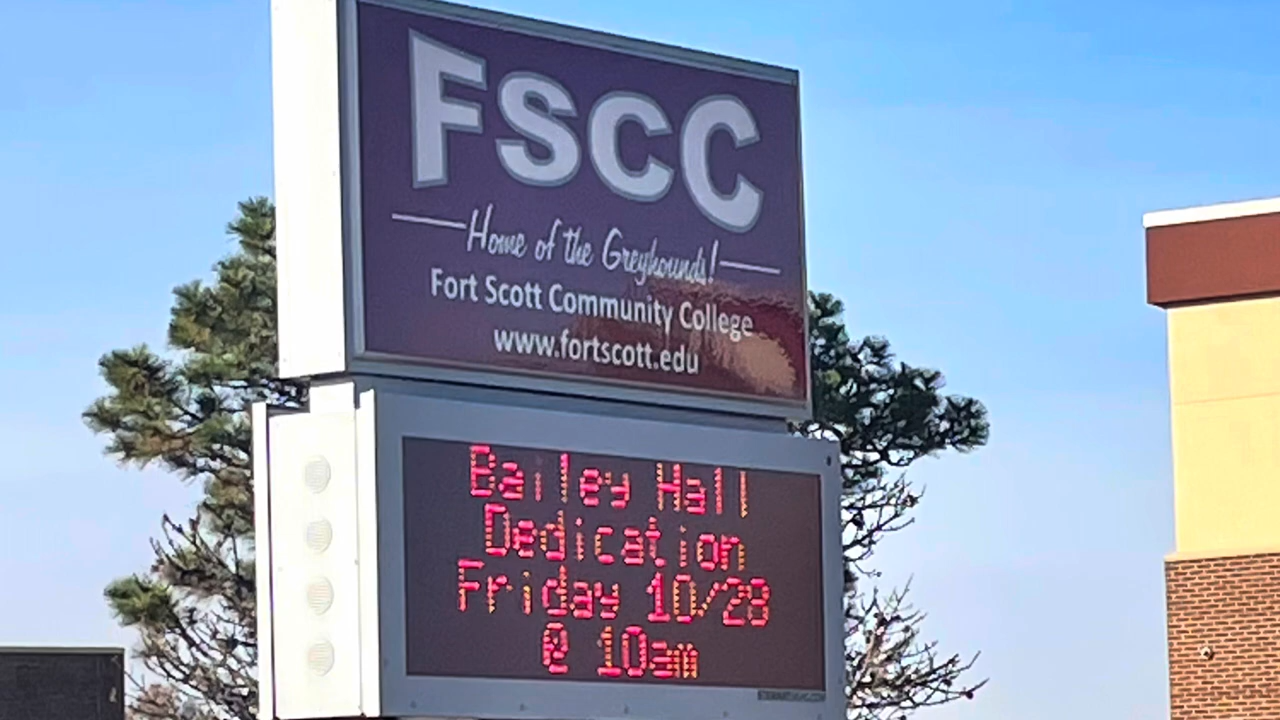 FSCC
Home of the Greyhounds!
Fort Scott Community College
www.fortscott.edu
Bailey Hall
Dedication
Friday 10/28
@ 10am